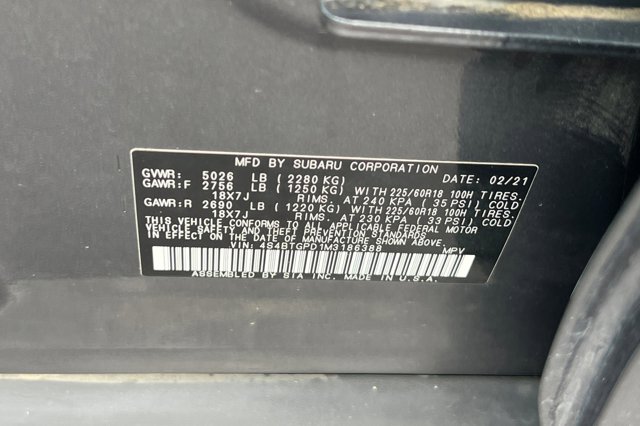 MFD BY SUBARU CORPORATION
GVWR: 5026 LB (2280 KG) DATE: 02/21
GAWR:F 2756 LB (1250 KG) WITH 225/60R18 100H TIRES.
18X7J RIMS. AT 240 KPA (35 PSI) COLD
GAWR:R 2690 LB (1220 KG) WITH 225/60R18 100H TIRES.
18X7J RIMS. AT 230 KPA (33 PSI) COLD
THIS VEHICLE CONFORMS TO ALL APPLICABLE FEDERAL MOTOR
VEHICLE SAFETY AND THEFT PREVENTION STANDARDS
IN EFFECT ON THE DATE OF MANUFACTURE SHOWN ABOVE.
VIN: 4S4BTGPD1M3186388 MPV
ASSEMBLED BY SIA INC. MADE IN U.S.A.